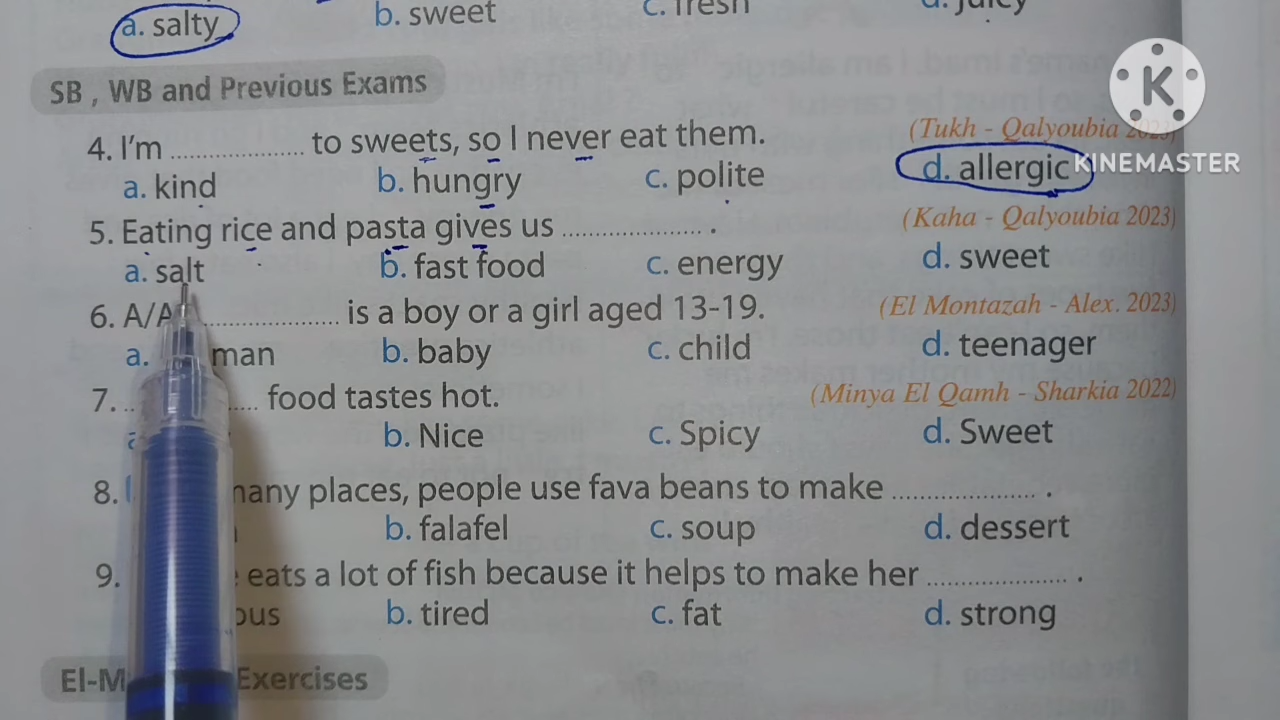 a. salty b. sweet c. fresh d. juicy
SB , WB and Previous Exams
K
KINEMASTER
4. I'm .................... to sweets, so I never eat them. (Tukh - Qalyoubia 2023)
a. kind b. hungry c. polite d. allergic
5. Eating rice and pasta gives us .................... . (Kaha - Qalyoubia 2023)
a. salt b. fast food c. energy d. sweet
6. A/A .................... is a boy or a girl aged 13-19. (El Montazah - Alex. 2023)
a. man b. baby c. child d. teenager
7. .................... food tastes hot. (Minya El Qamh - Sharkia 2022)
b. Nice c. Spicy d. Sweet
8. many places, people use fava beans to make .................... .
b. falafel c. soup d. dessert
9. eats a lot of fish because it helps to make her .................... .
b. tired c. fat d. strong
El-M Exercises